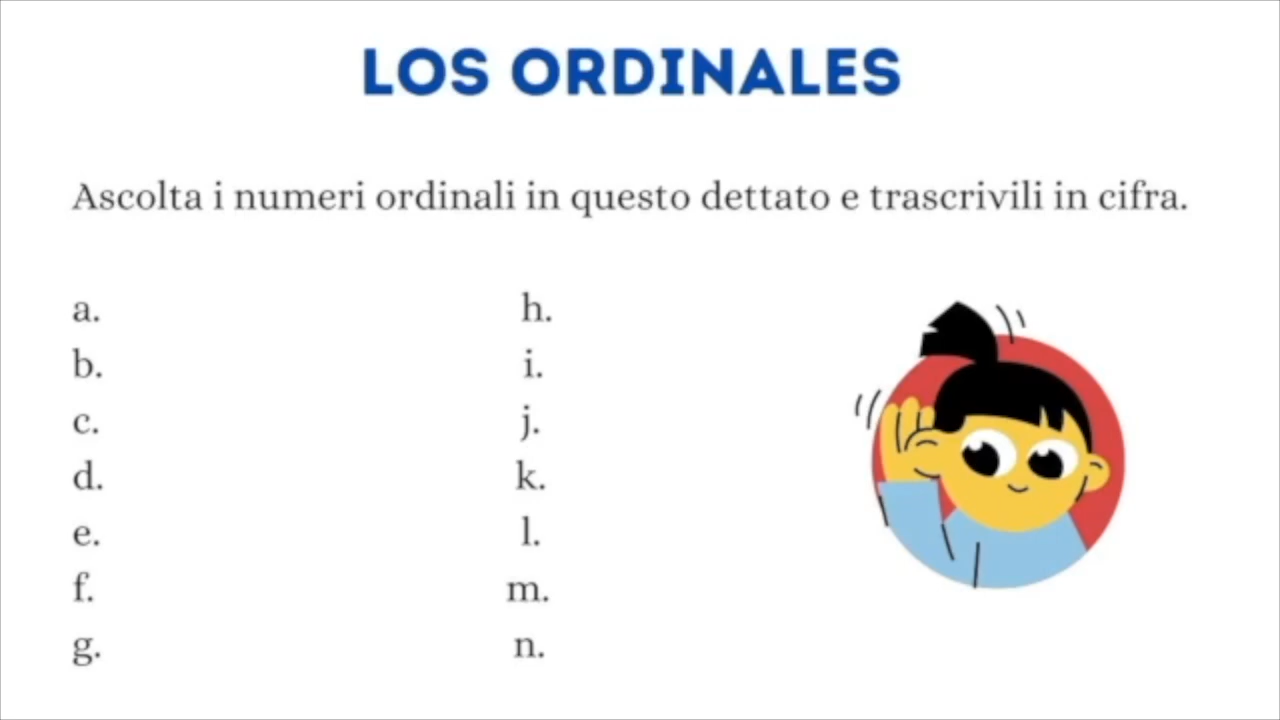 LOS ORDINALES
Ascolta i numeri ordinali in questo dettato e trascrivili in cifra.
a.
b.
c.
d.
e.
f.
g.
h.
i.
j.
k.
l.
m.
n.